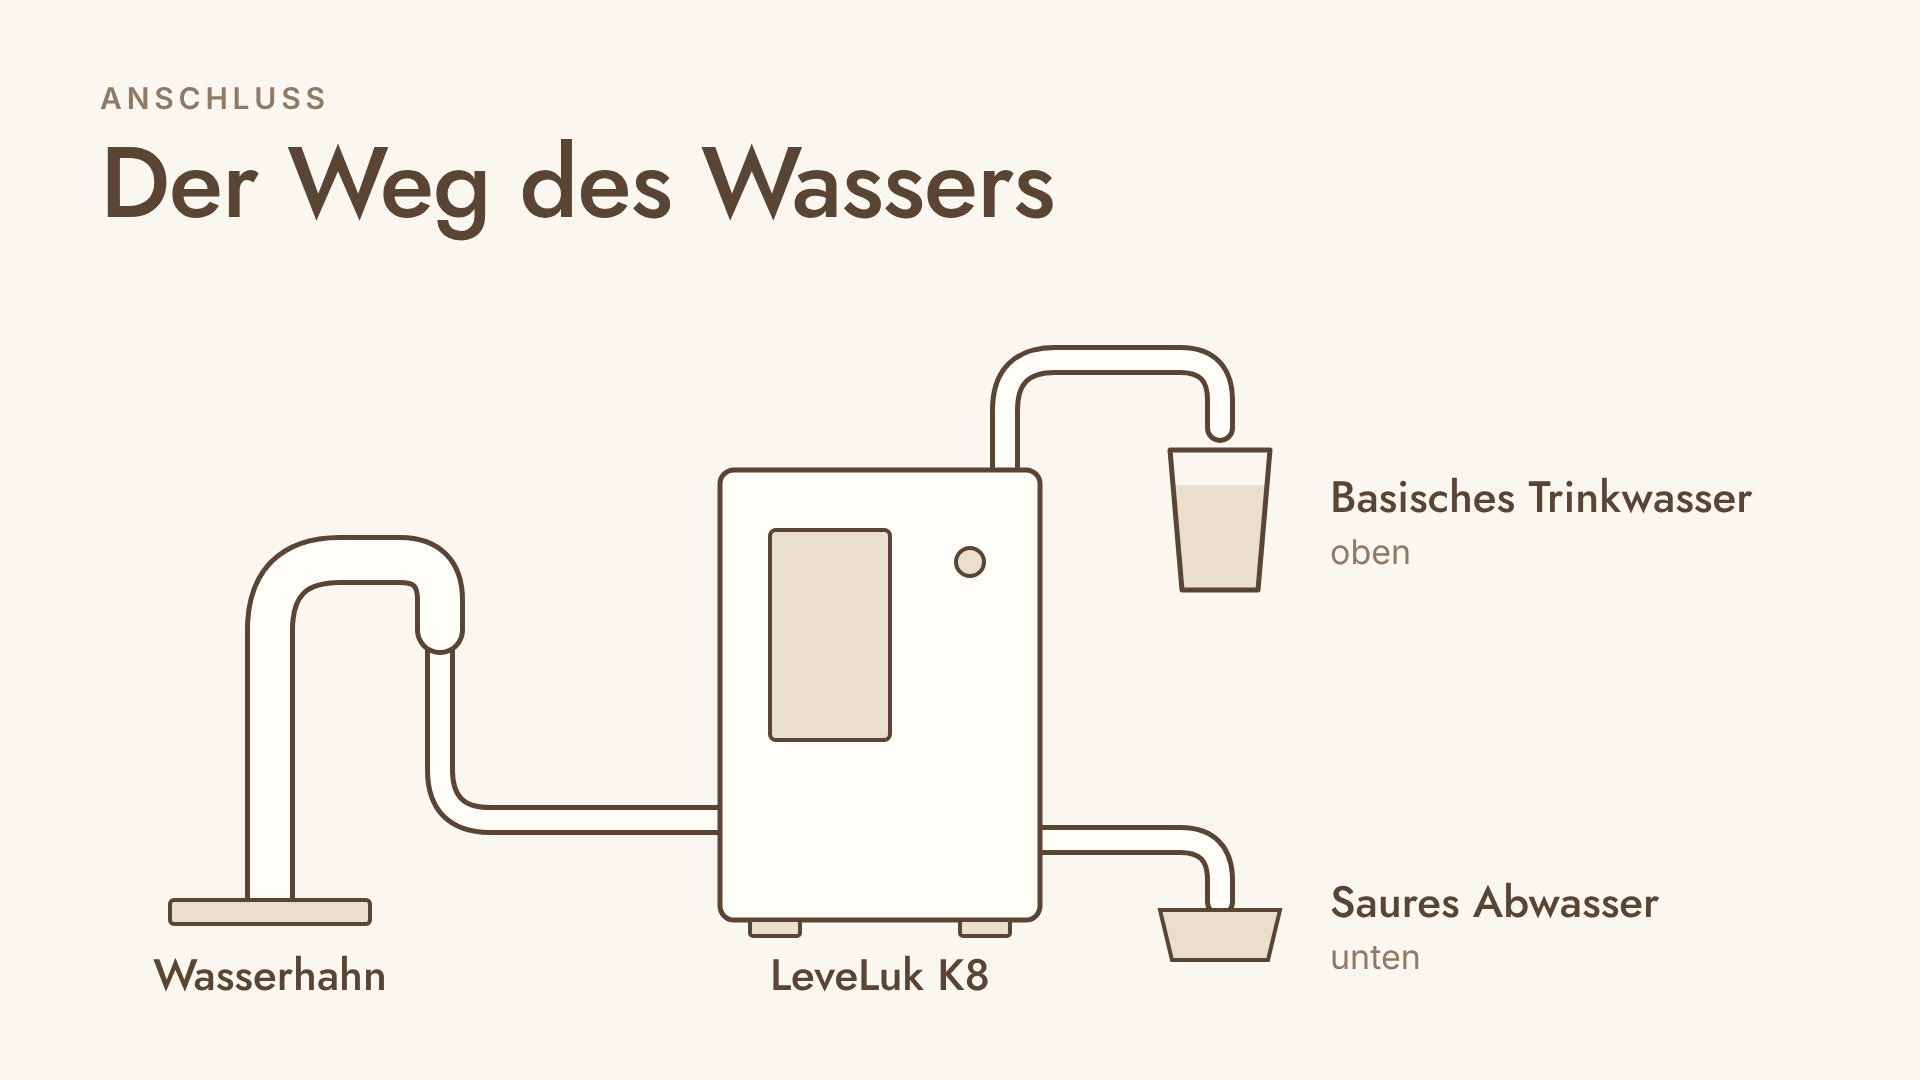 ANSCHLUSS
Der Weg des Wassers
Basisches Trinkwasser
oben
Saures Abwasser
unten
Wasserhahn
LeveLuk K8